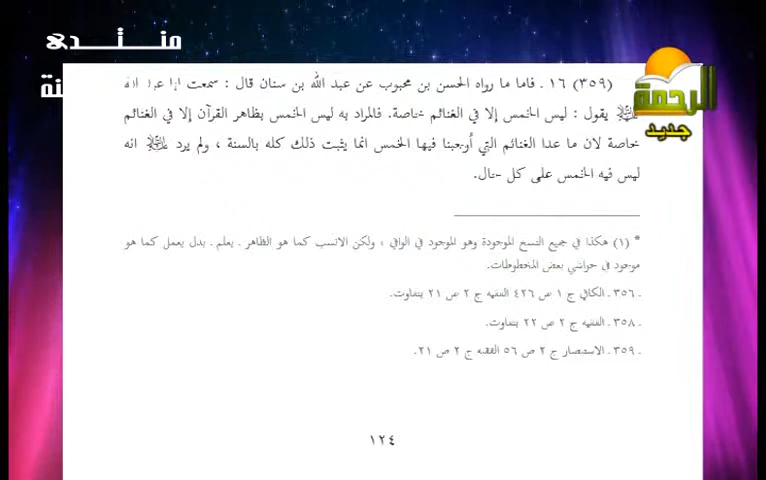 منتدى
نة
الرحمة
جديد
(٣٥٩) ١٦ ـ فاما ما رواه الحسن بن محبوب عن عبد الله بن سنان قال : سمعت ابا عبد الله
عليه السلام يقول : ليس الخمس إلا في الغنائم خاصة. فالمراد به ليس الخمس بظاهر القرآن إلا في الغنائم
خاصة لان ما عدا الغنائم التي أوجبنا فيها الخمس انما يثبت ذلك كله بالسنة ، ولم يرد عليه السلام انه
ليس فيه الخمس على كل حال.
* (١) هكذا في جميع النسخ الموجودة وهو الموجود في الوافي ، ولكن الانسب كما هو الظاهر ـ يعلم ـ بدل يعمل كما هو
موجود في حواشي بعض المخطوطات.
ـ ٣٥٦ ـ الكافي ج ١ ص ٤٢٦ الفقيه ج ٢ ص ٢١ بتفاوت.
ـ ٣٥٨ ـ الفقيه ج ٢ ص ٢٢ بتفاوت.
ـ ٣٥٩ ـ الاستبصار ج ٢ ص ٥٦ الفقيه ج ٢ ص ٢١.
١٢٤